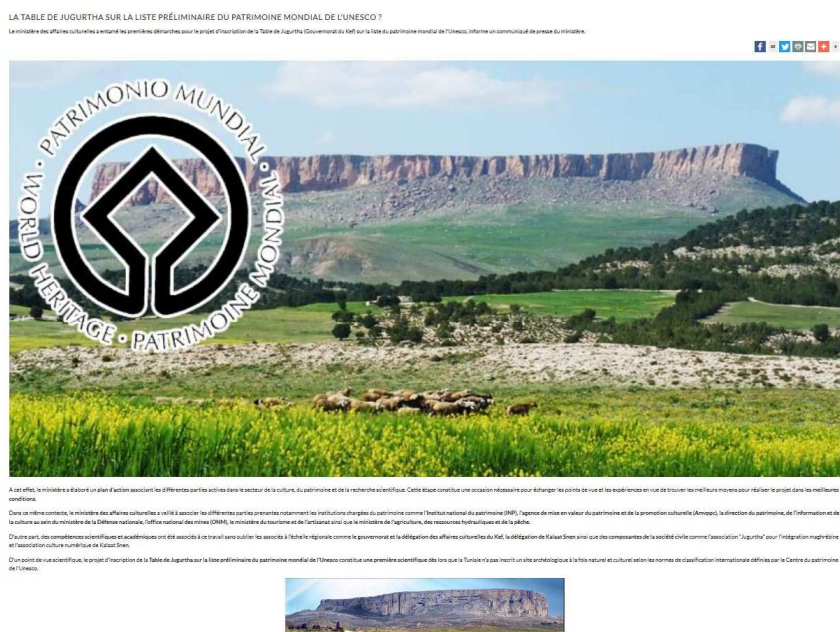 LA TABLE DE JUGURTHA SUR LA LISTE PRÉLIMINAIRE DU PATRIMOINE MONDIAL DE L'UNESCO ?
Le ministère des affaires culturelles a entamé les premières démarches pour le projet d'inscription de la Table de Jugurtha (Gouvernorat du Kef) sur la liste du patrimoine mondial de l'Unesco, informe un communiqué de presse du ministère.
PATRIMONIO MUNDIAL • WORLD HERITAGE • PATRIMOINE MONDIAL •
A cet effet, le ministère a élaboré un plan d'action associant les différentes parties actives dans le secteur de la culture, du patrimoine et de la recherche scientifique. Cette étape constitue une occasion nécessaire pour échanger les points de vue et les expériences en vue de trouver les meilleurs moyens pour réaliser le projet dans les meilleures
conditions.
Dans ce même contexte, le ministère des affaires culturelles a veillé à associer les différentes parties prenantes notamment les institutions chargées du patrimoine comme l'Institut national du patrimoine (INP), l'agence de mise en valeur du patrimoine et de la promotion culturelle (Amvppc), la direction du patrimoine, de l'information et de
la culture au sein du ministère de la Défense nationale, l'office national des mines (ONM), le ministère du tourisme et de l'artisanat ainsi que le ministère de l'agriculture, des ressources hydrauliques et de la pêche.
D'autre part, des compétences scientifiques et académiques ont été associés à ce travail sans oublier les associés à l'échelle régionale comme le gouvernorat et la délégation des affaires culturelles du Kef, la délégation de Kalaat Snen ainsi que des composantes de la société civile comme l'association "Jugurtha" pour l'intégration maghrébine
et l'association culture numérique de Kalaat Snen.
D'un point de vue scientifique, le projet d'inscription de la Table de Jugurtha sur la liste préliminaire du patrimoine mondial de l'Unesco constitue une première scientifique dès lors que la Tunisie n'a pas inscrit un site archéologique à la fois naturel et culturel selon les normes de classification internationale définies par le Centre du patrimoine
de l'Unesco.